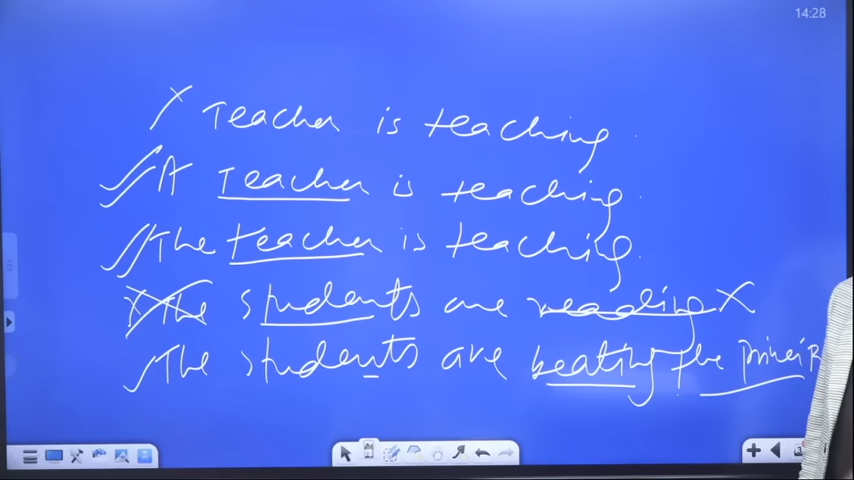 14:28
× Teacher is teaching.
✓ A Teacher is teaching.
✓ The teacher is teaching.
× The students are reading ×
✓ The students are beating the